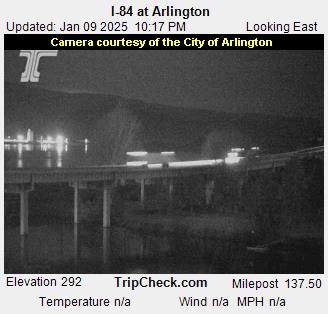 I-84 at Arlington
Updated: Jan 09 2025 10:17 PM Looking East
Camera courtesy of the City of Arlington
Elevation 292 TripCheck.com Milepost 137.50
Temperature n/a Wind n/a MPH n/a